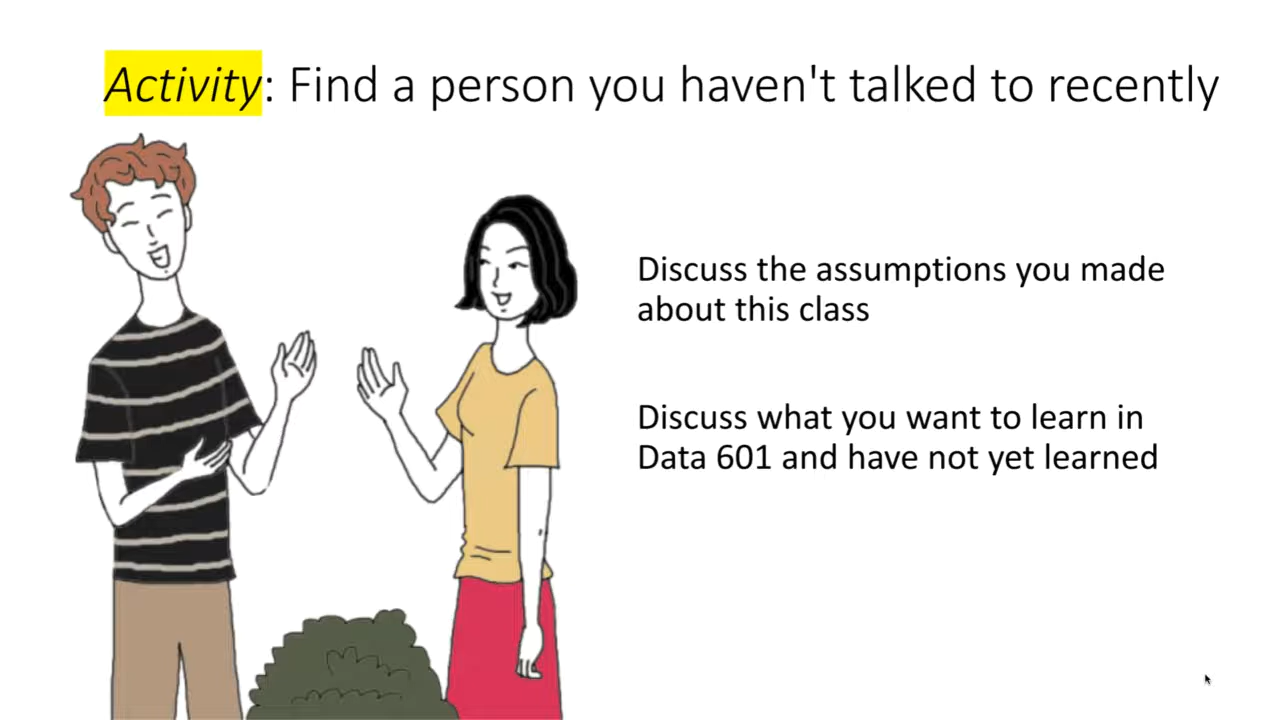 Activity: Find a person you haven't talked to recently
Discuss the assumptions you made
about this class
Discuss what you want to learn in
Data 601 and have not yet learned